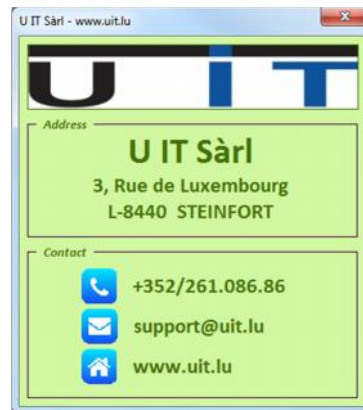 U IT Sàrl - www.uit.lu
U IT
Address
U IT Sàrl
3, Rue de Luxembourg
L-8440 STEINFORT
Contact
+352/261.086.86
support@uit.lu
www.uit.lu